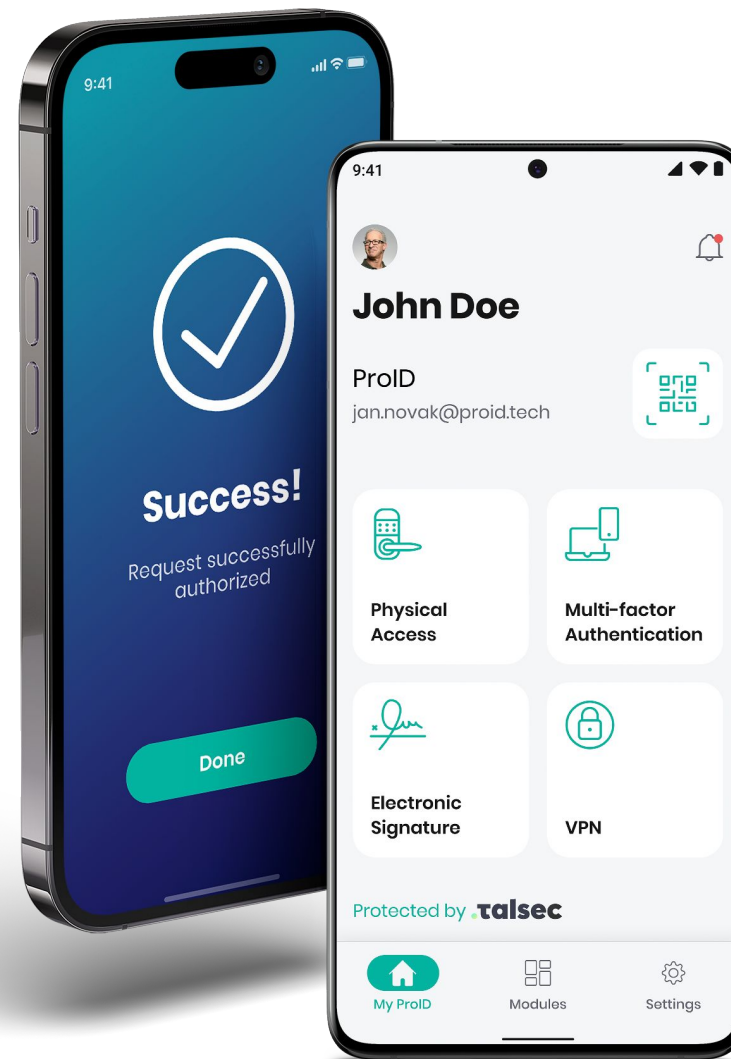 9:41
Success!
Request successfully
authorized
Done
9:41
John Doe
ProID
jan.novak@proid.tech
Physical
Access
Multi-factor
Authentication
Electronic
Signature
VPN
Protected by .talsec
My ProID
Modules
Settings